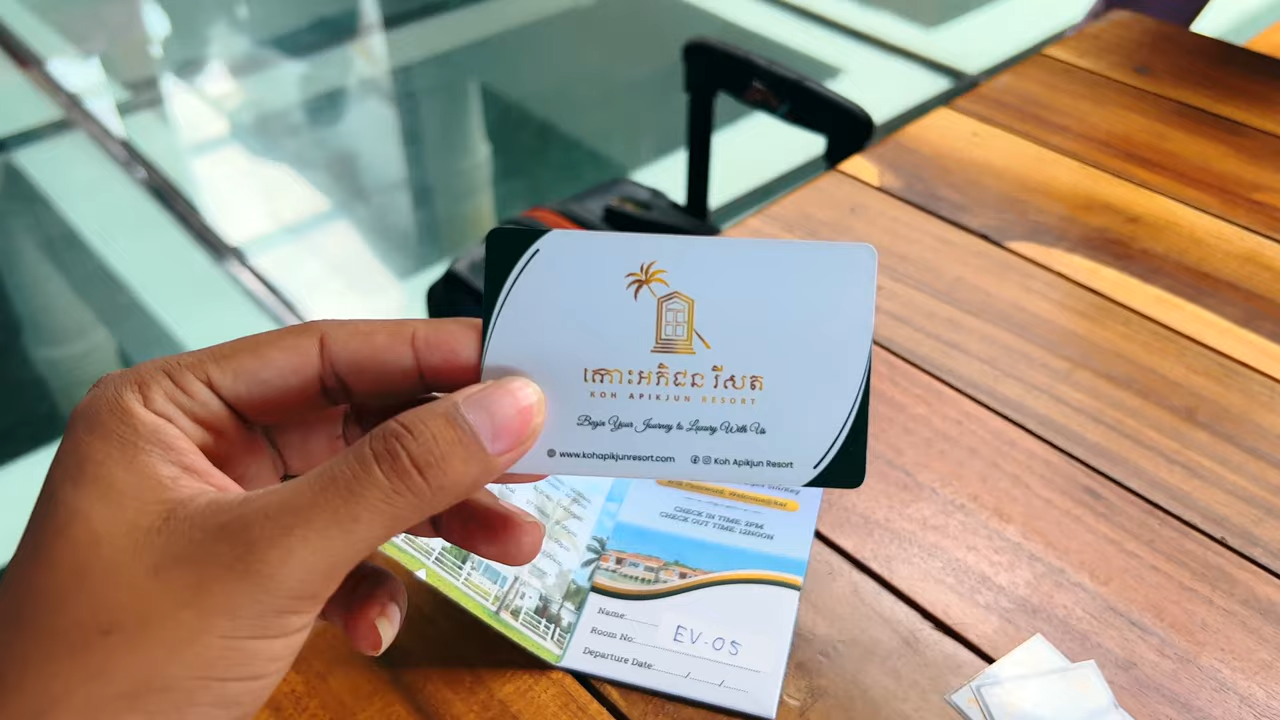 កោះអភិជន រីសត
KOH APIKJUN RESORT
Begin Your Journey to Luxury With Us
www.kohapikjunresort.com Koh Apikjun Resort
CHECK IN TIME: 2PM
CHECK OUT TIME: 12NOON
Name:
Room No: EV-05
Departure Date: / /